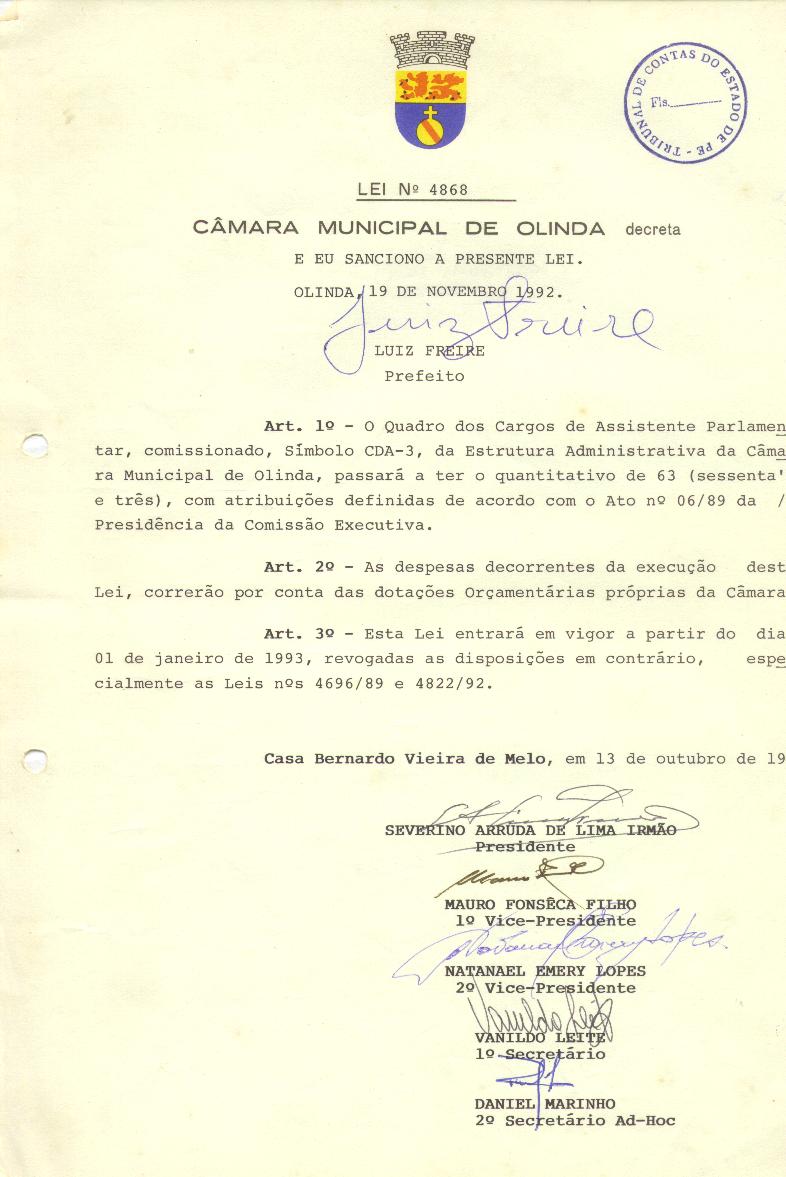 TRIBUNAL DE CONTAS DO ESTADO DE PE -
Fls.
LEI Nº 4868
CÂMARA MUNICIPAL DE OLINDA decreta
E EU SANCIONO A PRESENTE LEI.
OLINDA, 19 DE NOVEMBRO 1992.
Luiz Freire
LUIZ FREIRE
Prefeito
Art. 1º - O Quadro dos Cargos de Assistente Parlamen
tar, comissionado, Símbolo CDA-3, da Estrutura Administrativa da Câma
ra Municipal de Olinda, passará a ter o quantitativo de 63 (sessenta'
e três), com atribuições definidas de acordo com o Ato nº 06/89 da /
Presidência da Comissão Executiva.
Art. 2º - As despesas decorrentes da execução dest
Lei, correrão por conta das dotações Orçamentárias próprias da Câmara
Art. 3º - Esta Lei entrará em vigor a partir do dia
01 de janeiro de 1993, revogadas as disposições em contrário, espe
cialmente as Leis nºs 4696/89 e 4822/92.
Casa Bernardo Vieira de Melo, em 13 de outubro de 19
SEVERINO ARRUDA DE LIMA IRMÃO
Presidente
MAURO FONSÊCA FILHO
1º Vice-Presidente
Natanael Emery Lopes.
NATANAEL EMERY LOPES
2º Vice-Presidente
Vanildo Leite
VANILDO LEITE
1º Secretário
DANIEL MARINHO
2º Secretário Ad-Hoc